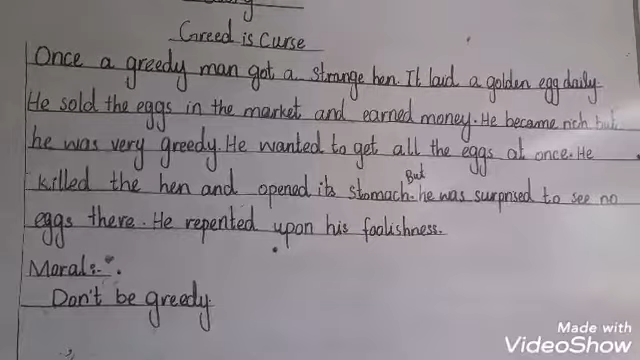 Greed is Curse
Once a greedy man got a strange hen. It laid a golden egg daily.
He sold the eggs in the market and earned money. He became rich but
he was very greedy. He wanted to get all the eggs at once. He
killed the hen and opened its stomach. But he was surprised to see no
eggs there. He repented upon his foolishness.
Moral:-
Don't be greedy.
Made with
VideoShow